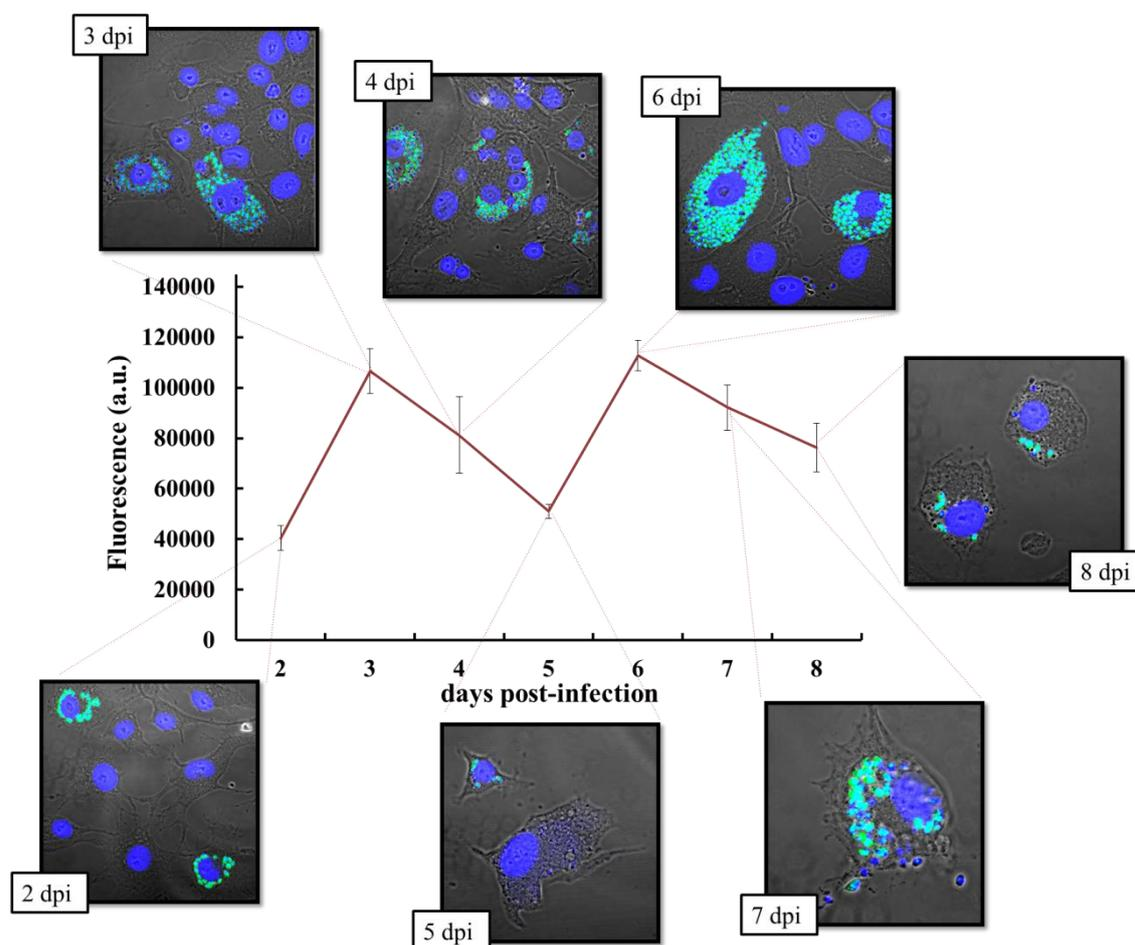 3 dpi
4 dpi
6 dpi
140000
120000
100000
80000
60000
40000
20000
0
Fluorescence (a.u.)
2 3 4 5 6 7 8
days post-infection
8 dpi
2 dpi
5 dpi
7 dpi